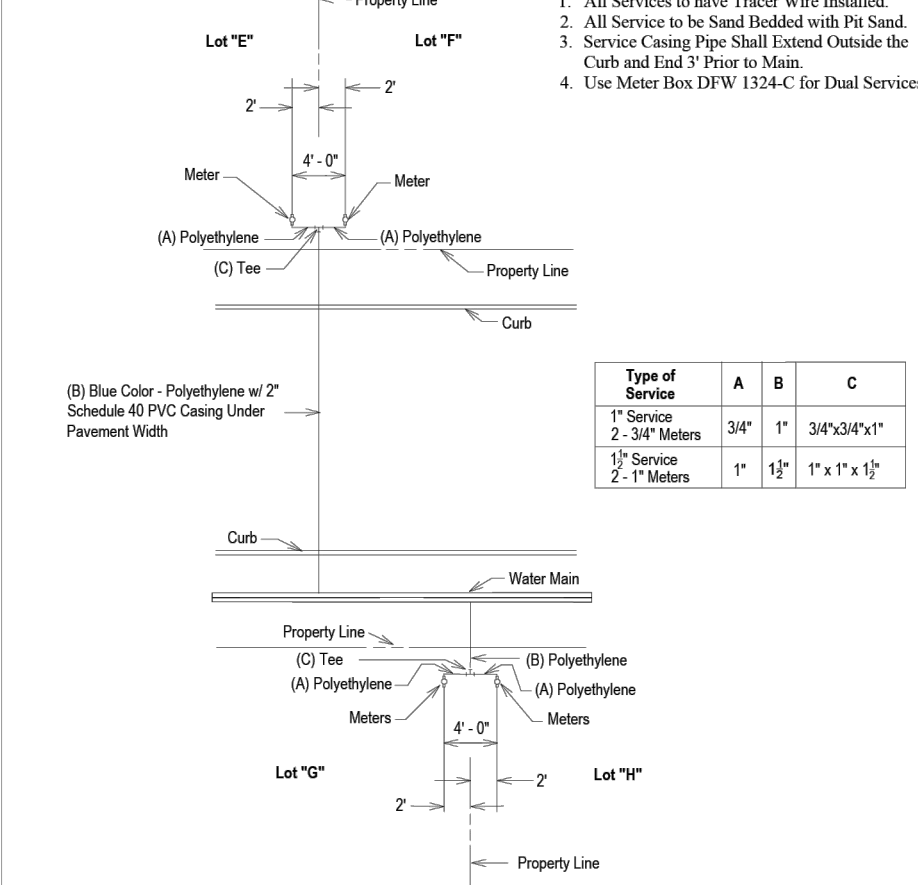 Property Line
1. All Services to have Tracer Wire Installed.
2. All Service to be Sand Bedded with Pit Sand.
3. Service Casing Pipe Shall Extend Outside the
Curb and End 3' Prior to Main.
4. Use Meter Box DFW 1324-C for Dual Services
Lot "E"
Lot "F"
2'
2'
4' - 0"
Meter
Meter
(A) Polyethylene
(A) Polyethylene
(C) Tee
Property Line
Curb
(B) Blue Color - Polyethylene w/ 2"
Schedule 40 PVC Casing Under
Pavement Width
Type of
Service
A
B
C
1" Service
2 - 3/4" Meters
3/4"
1"
3/4"x3/4"x1"
1½" Service
2 - 1" Meters
1"
1½"
1" x 1" x 1½"
Curb
Water Main
Property Line
(C) Tee
(B) Polyethylene
(A) Polyethylene
(A) Polyethylene
Meters
Meters
4' - 0"
Lot "G"
Lot "H"
2'
2'
Property Line